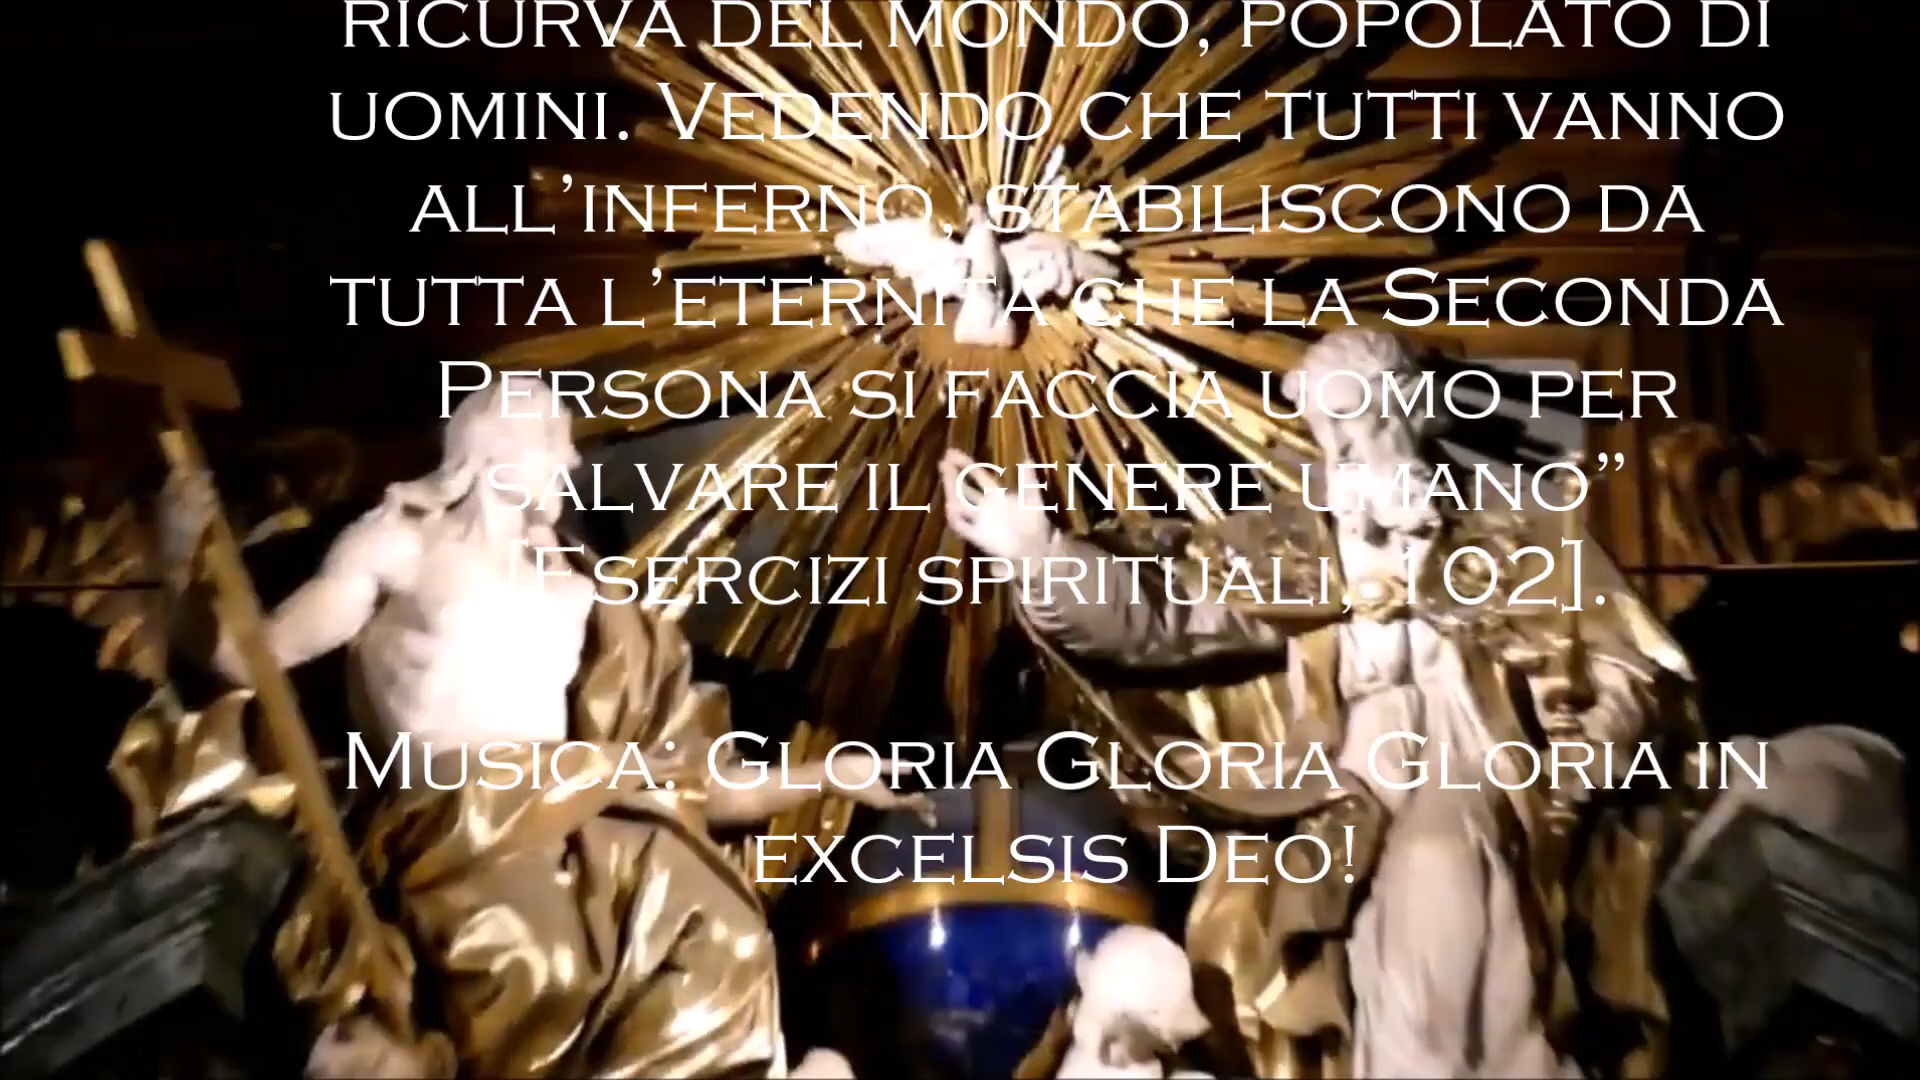 ricurva del mondo, popolato di
uomini. Vedendo che tutti vanno
all’inferno, stabiliscono da
tutta l’eternità che la Seconda
Persona si faccia uomo per
salvare il genere umano”
[Esercizi spirituali, 102].
Musica: Gloria Gloria Gloria in
excelsis Deo!